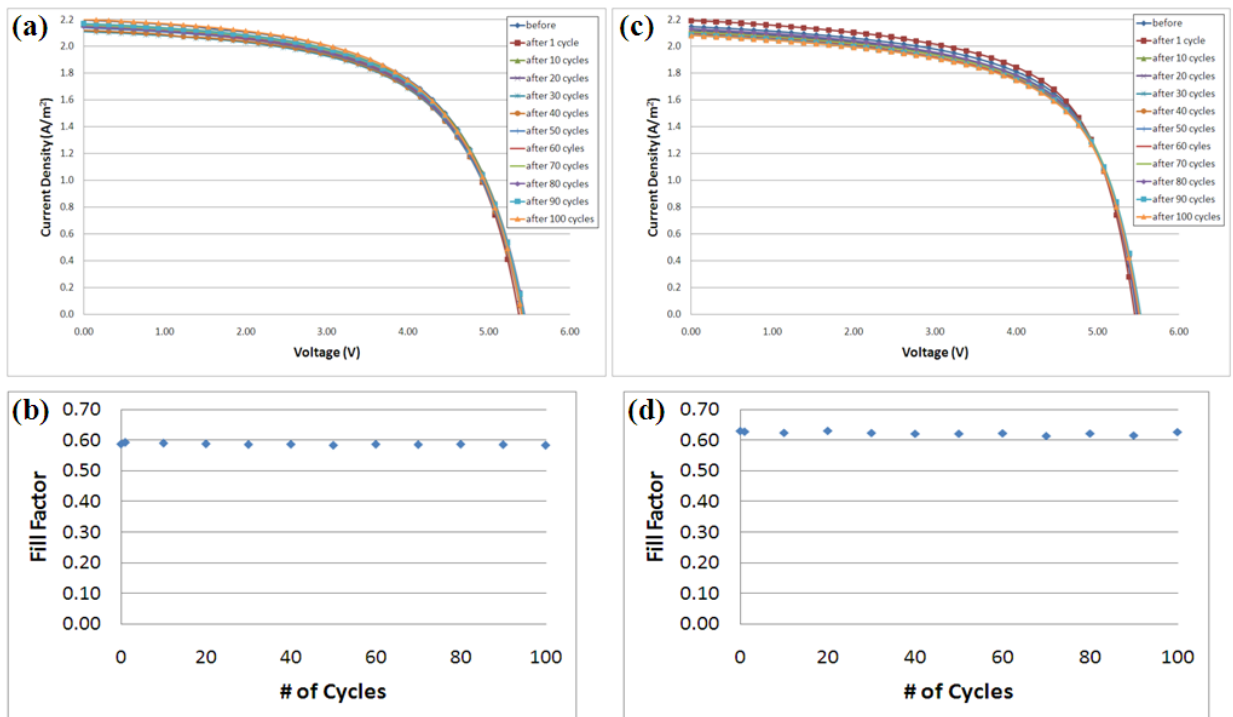 (a)
2.2
2.0
1.8
1.6
1.4
1.2
1.0
0.8
0.6
0.4
0.2
0.0
Current Density (A/m²)
0.00 1.00 2.00 3.00 4.00 5.00 6.00
Voltage (V)
before
after 1 cycle
after 10 cycles
after 20 cycles
after 30 cycles
after 40 cycles
after 50 cycles
after 60 cyles
after 70 cycles
after 80 cycles
after 90 cycles
after 100 cycles
(c)
2.2
2.0
1.8
1.6
1.4
1.2
1.0
0.8
0.6
0.4
0.2
0.0
Current Density (A/m²)
0.00 1.00 2.00 3.00 4.00 5.00 6.00
Voltage (V)
before
after 1 cycle
after 10 cycles
after 20 cycles
after 30 cycles
after 40 cycles
after 50 cycles
after 60 cyles
after 70 cycles
after 80 cycles
after 90 cycles
after 100 cycles
(b)
0.70
0.60
0.50
0.40
0.30
0.20
0.10
0.00
Fill Factor
0 20 40 60 80 100
# of Cycles
(d)
0.70
0.60
0.50
0.40
0.30
0.20
0.10
0.00
Fill Factor
0 20 40 60 80 100
# of Cycles